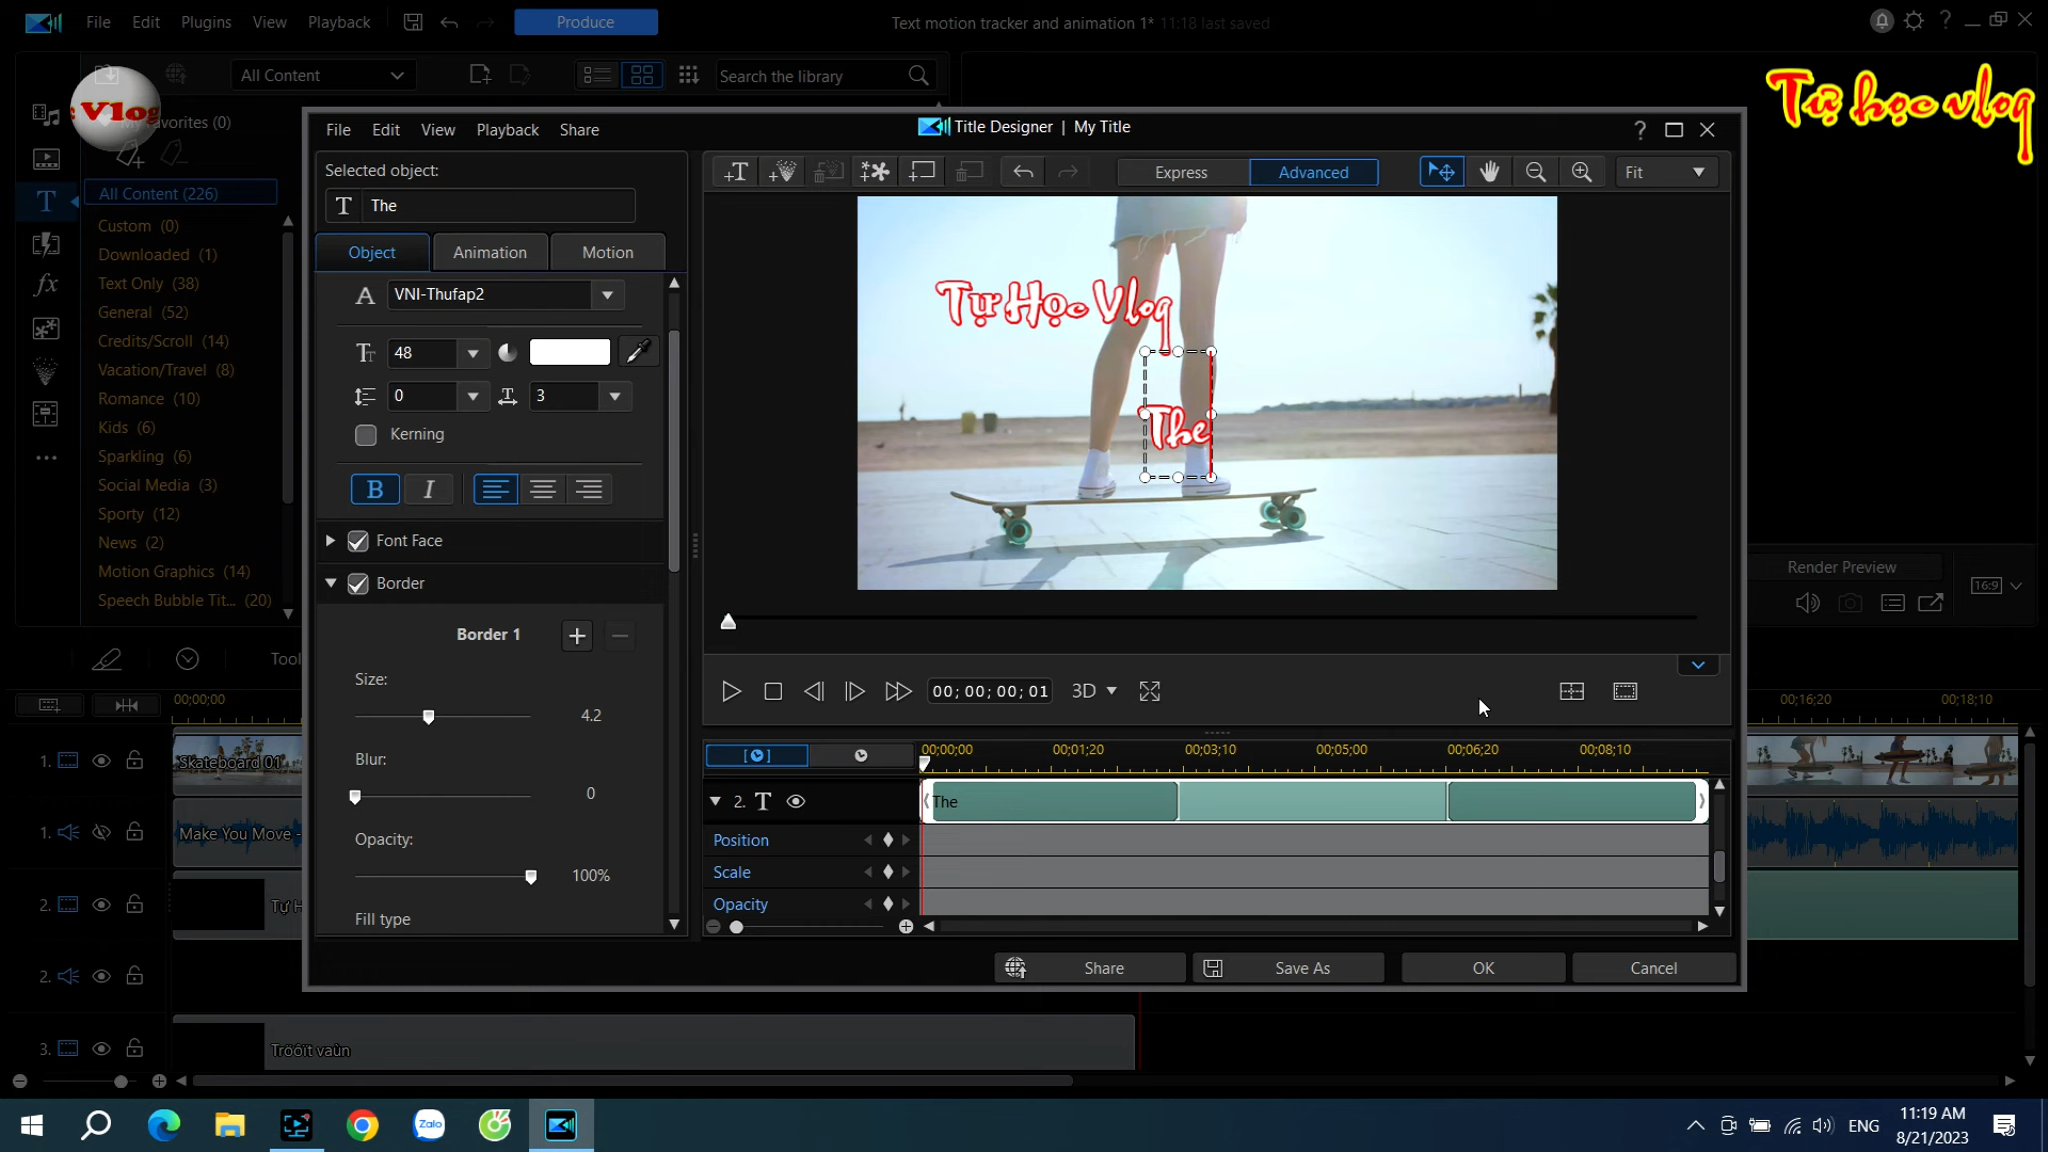 File Edit Plugins View Playback Produce Text motion tracker and animation 1* 11:18 last saved
All Content Search the library
My Favorites (0)
Vlog
Tự học vlog
All Content (226)
Custom (0)
Downloaded (1)
Text Only (38)
General (52)
Credits/Scroll (14)
Vacation/Travel (8)
Romance (10)
Kids (6)
Sparkling (6)
Social Media (3)
Sporty (12)
News (2)
Motion Graphics (14)
Speech Bubble Tit... (20)
File Edit View Playback Share Title Designer | My Title
Selected object:
T The
Object Animation Motion
A VNI-Thufap2
48
0 3
Kerning
B I
Font Face
Border
Border 1
Size:
4.2
Blur:
0
Opacity:
100%
Fill type
Express Advanced Fit
Tự Học Vlog
The
00;00;00;01 3D
00;00;00 00;01;20 00;03;10 00;05;00 00;06;20 00;08;10
2. T The
Position
Scale
Opacity
Share Save As OK Cancel
Render Preview
16:9
Tool
00;00;00 00;16;20 00;18;10
1. Skateboard 01
1. Make You Move -
2. Tự H
2.
3. Tröôït vaùn
Zalo
ENG
11:19 AM
8/21/2023